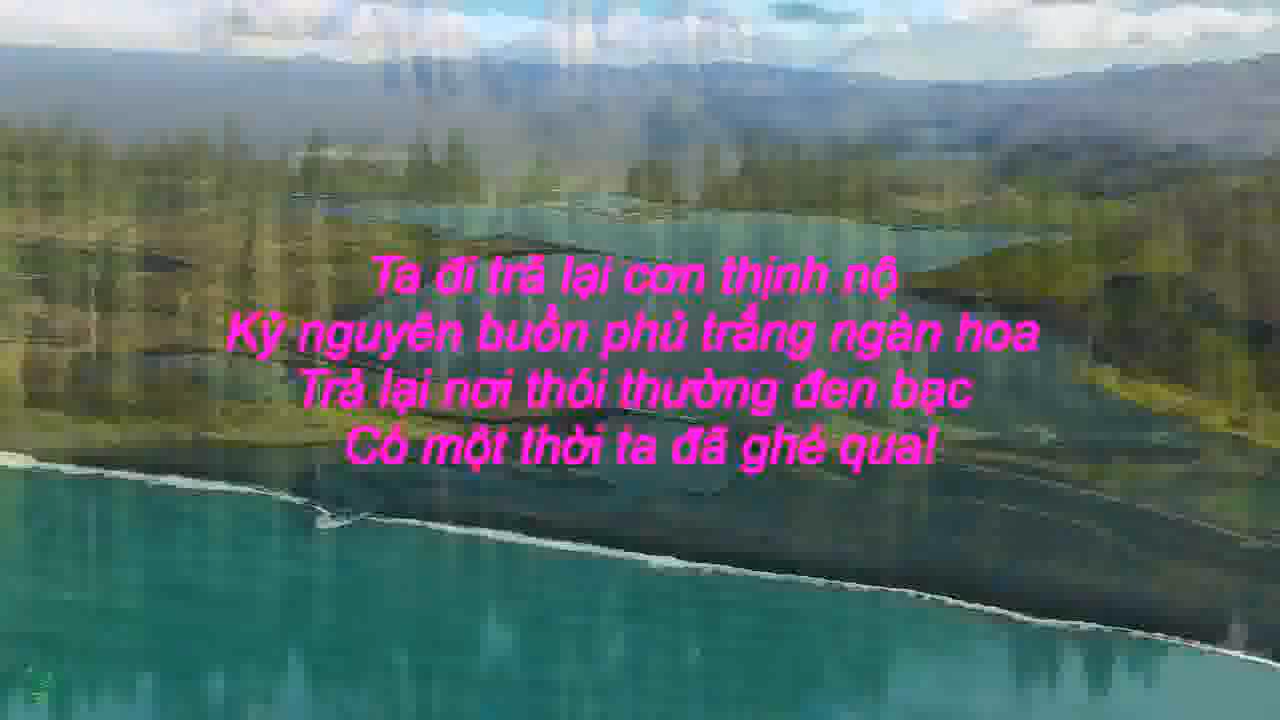 Ta đi trả lại cơn thịnh nộ
Kỷ nguyên buồn phủ trắng ngàn hoa
Trả lại nơi thói thường đen bạc
Có một thời ta đã ghé qua!